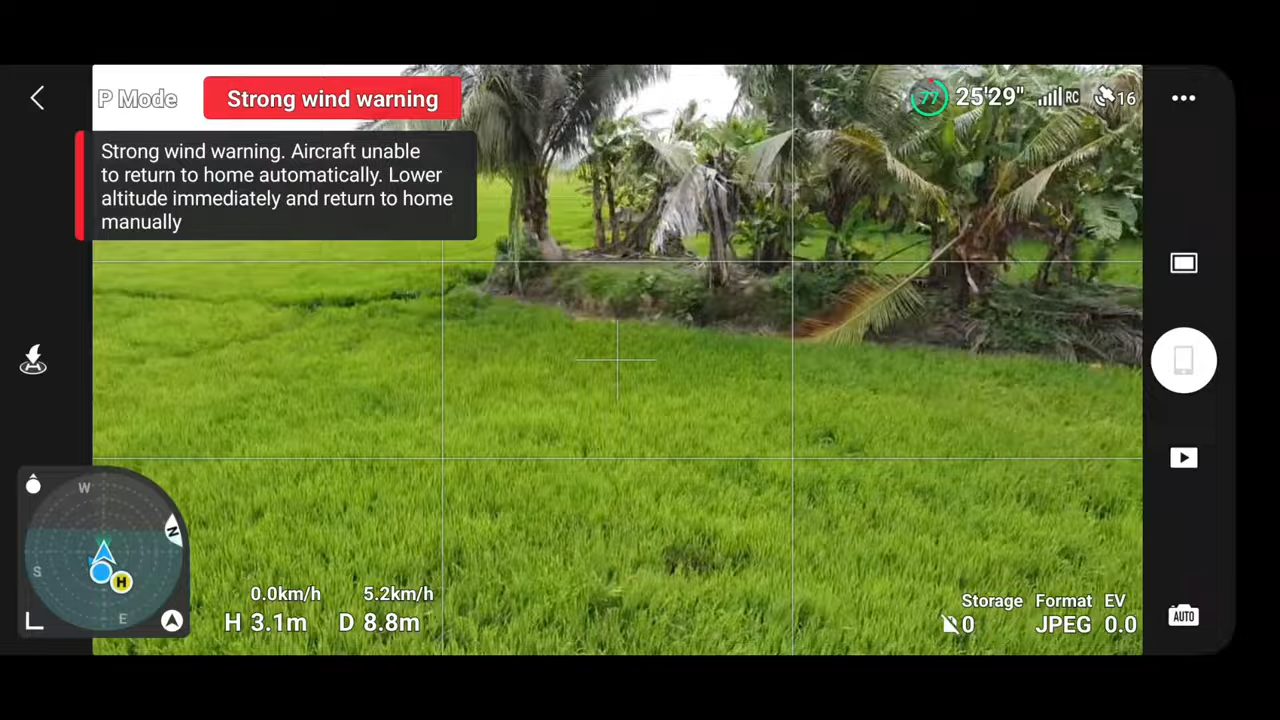 P Mode
Strong wind warning
77
25'29"
RC
16
Strong wind warning. Aircraft unable
to return to home automatically. Lower
altitude immediately and return to home
manually
W
N
S
H
E
0.0km/h
5.2km/h
H 3.1m
D 8.8m
Storage
Format
EV
0
JPEG
0.0
AUTO